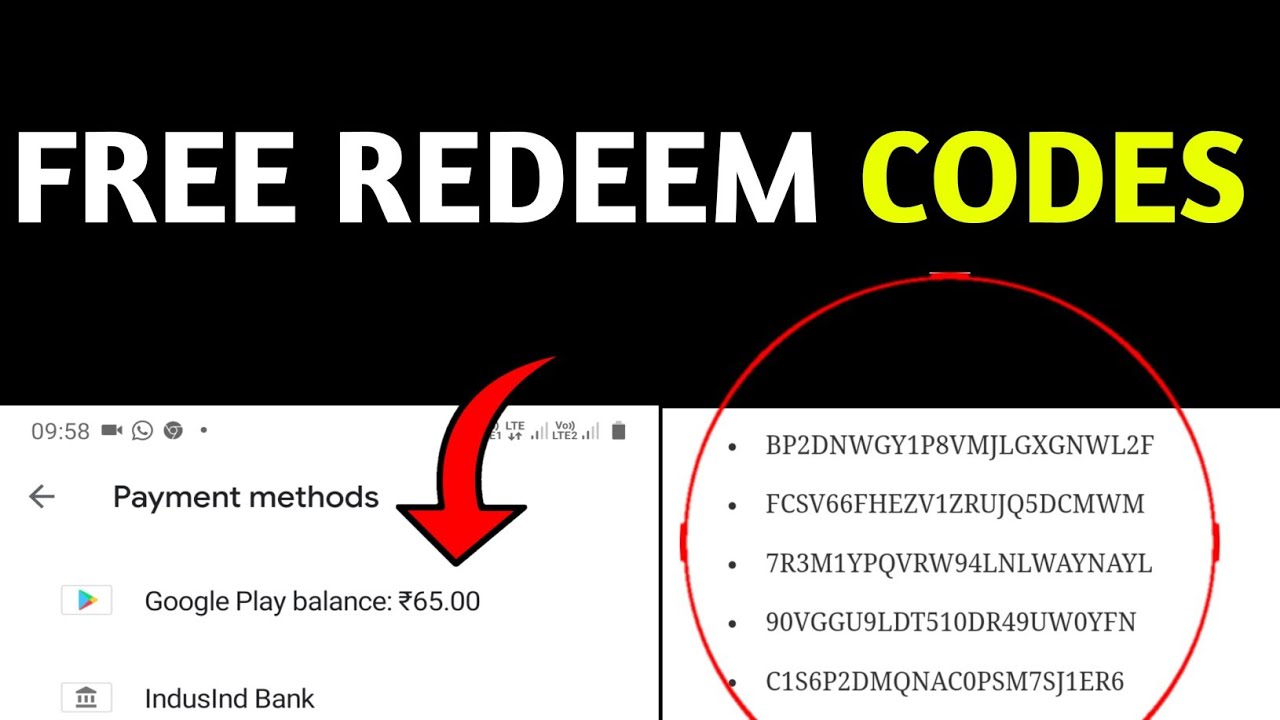 FREE REDEEM CODES
09:58
LTE
Vo))
LTE2
Payment methods
Google Play balance: ₹65.00
IndusInd Bank
• BP2DNWGY1P8VMJLGXGNWL2F
• FCSV66FHEZV1ZRUJQ5DCMWM
• 7R3M1YPQVRW94LNLWAYNAYL
• 90VGGU9LDT510DR49UW0YFN
• C1S6P2DMQNAC0PSM7SJ1ER6